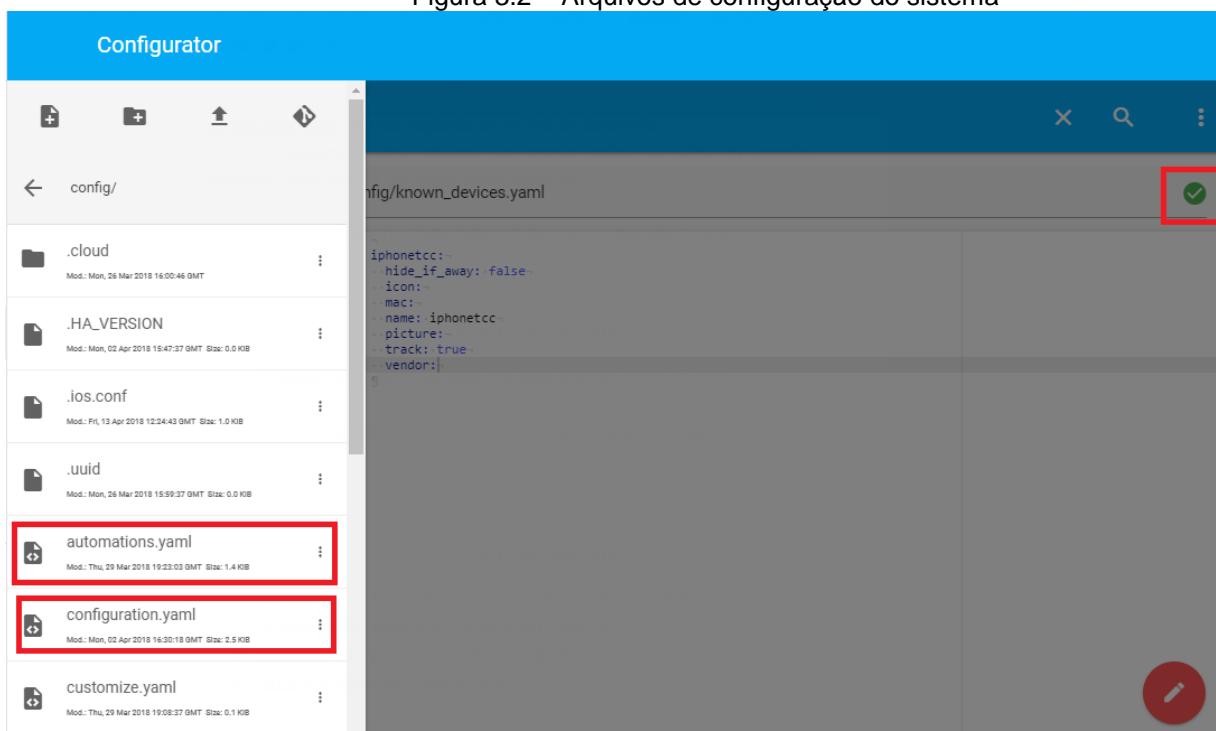 Figura 3.2 – Arquivos de configuração do sistema
Configurator
config/
nfig/known_devices.yaml
.cloud
Mod.: Mon, 26 Mar 2018 16:00:46 GMT
.HA_VERSION
Mod.: Mon, 02 Apr 2018 15:47:37 GMT Size: 0.0 KiB
.ios.conf
Mod.: Fri, 13 Apr 2018 12:24:43 GMT Size: 1.0 KiB
.uuid
Mod.: Mon, 26 Mar 2018 15:59:37 GMT Size: 0.0 KiB
automations.yaml
Mod.: Thu, 29 Mar 2018 19:23:03 GMT Size: 1.4 KiB
configuration.yaml
Mod.: Mon, 02 Apr 2018 16:30:18 GMT Size: 2.5 KiB
customize.yaml
Mod.: Thu, 29 Mar 2018 19:08:37 GMT Size: 0.1 KiB
iphonetcc:
hide_if_away: false
icon:
mac:
name: iphonetcc
picture:
track: true
vendor: